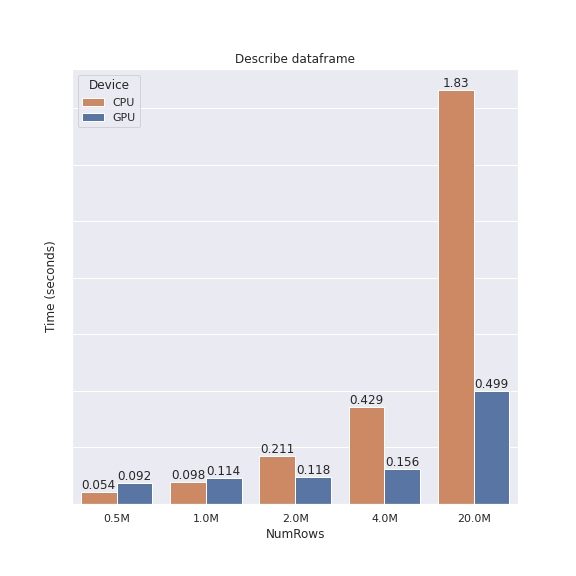 Describe dataframe
Device
CPU
GPU
Time (seconds)
1.83
0.499
0.429
0.156
0.211
0.118
0.098
0.114
0.054
0.092
0.5M
1.0M
2.0M
4.0M
20.0M
NumRows